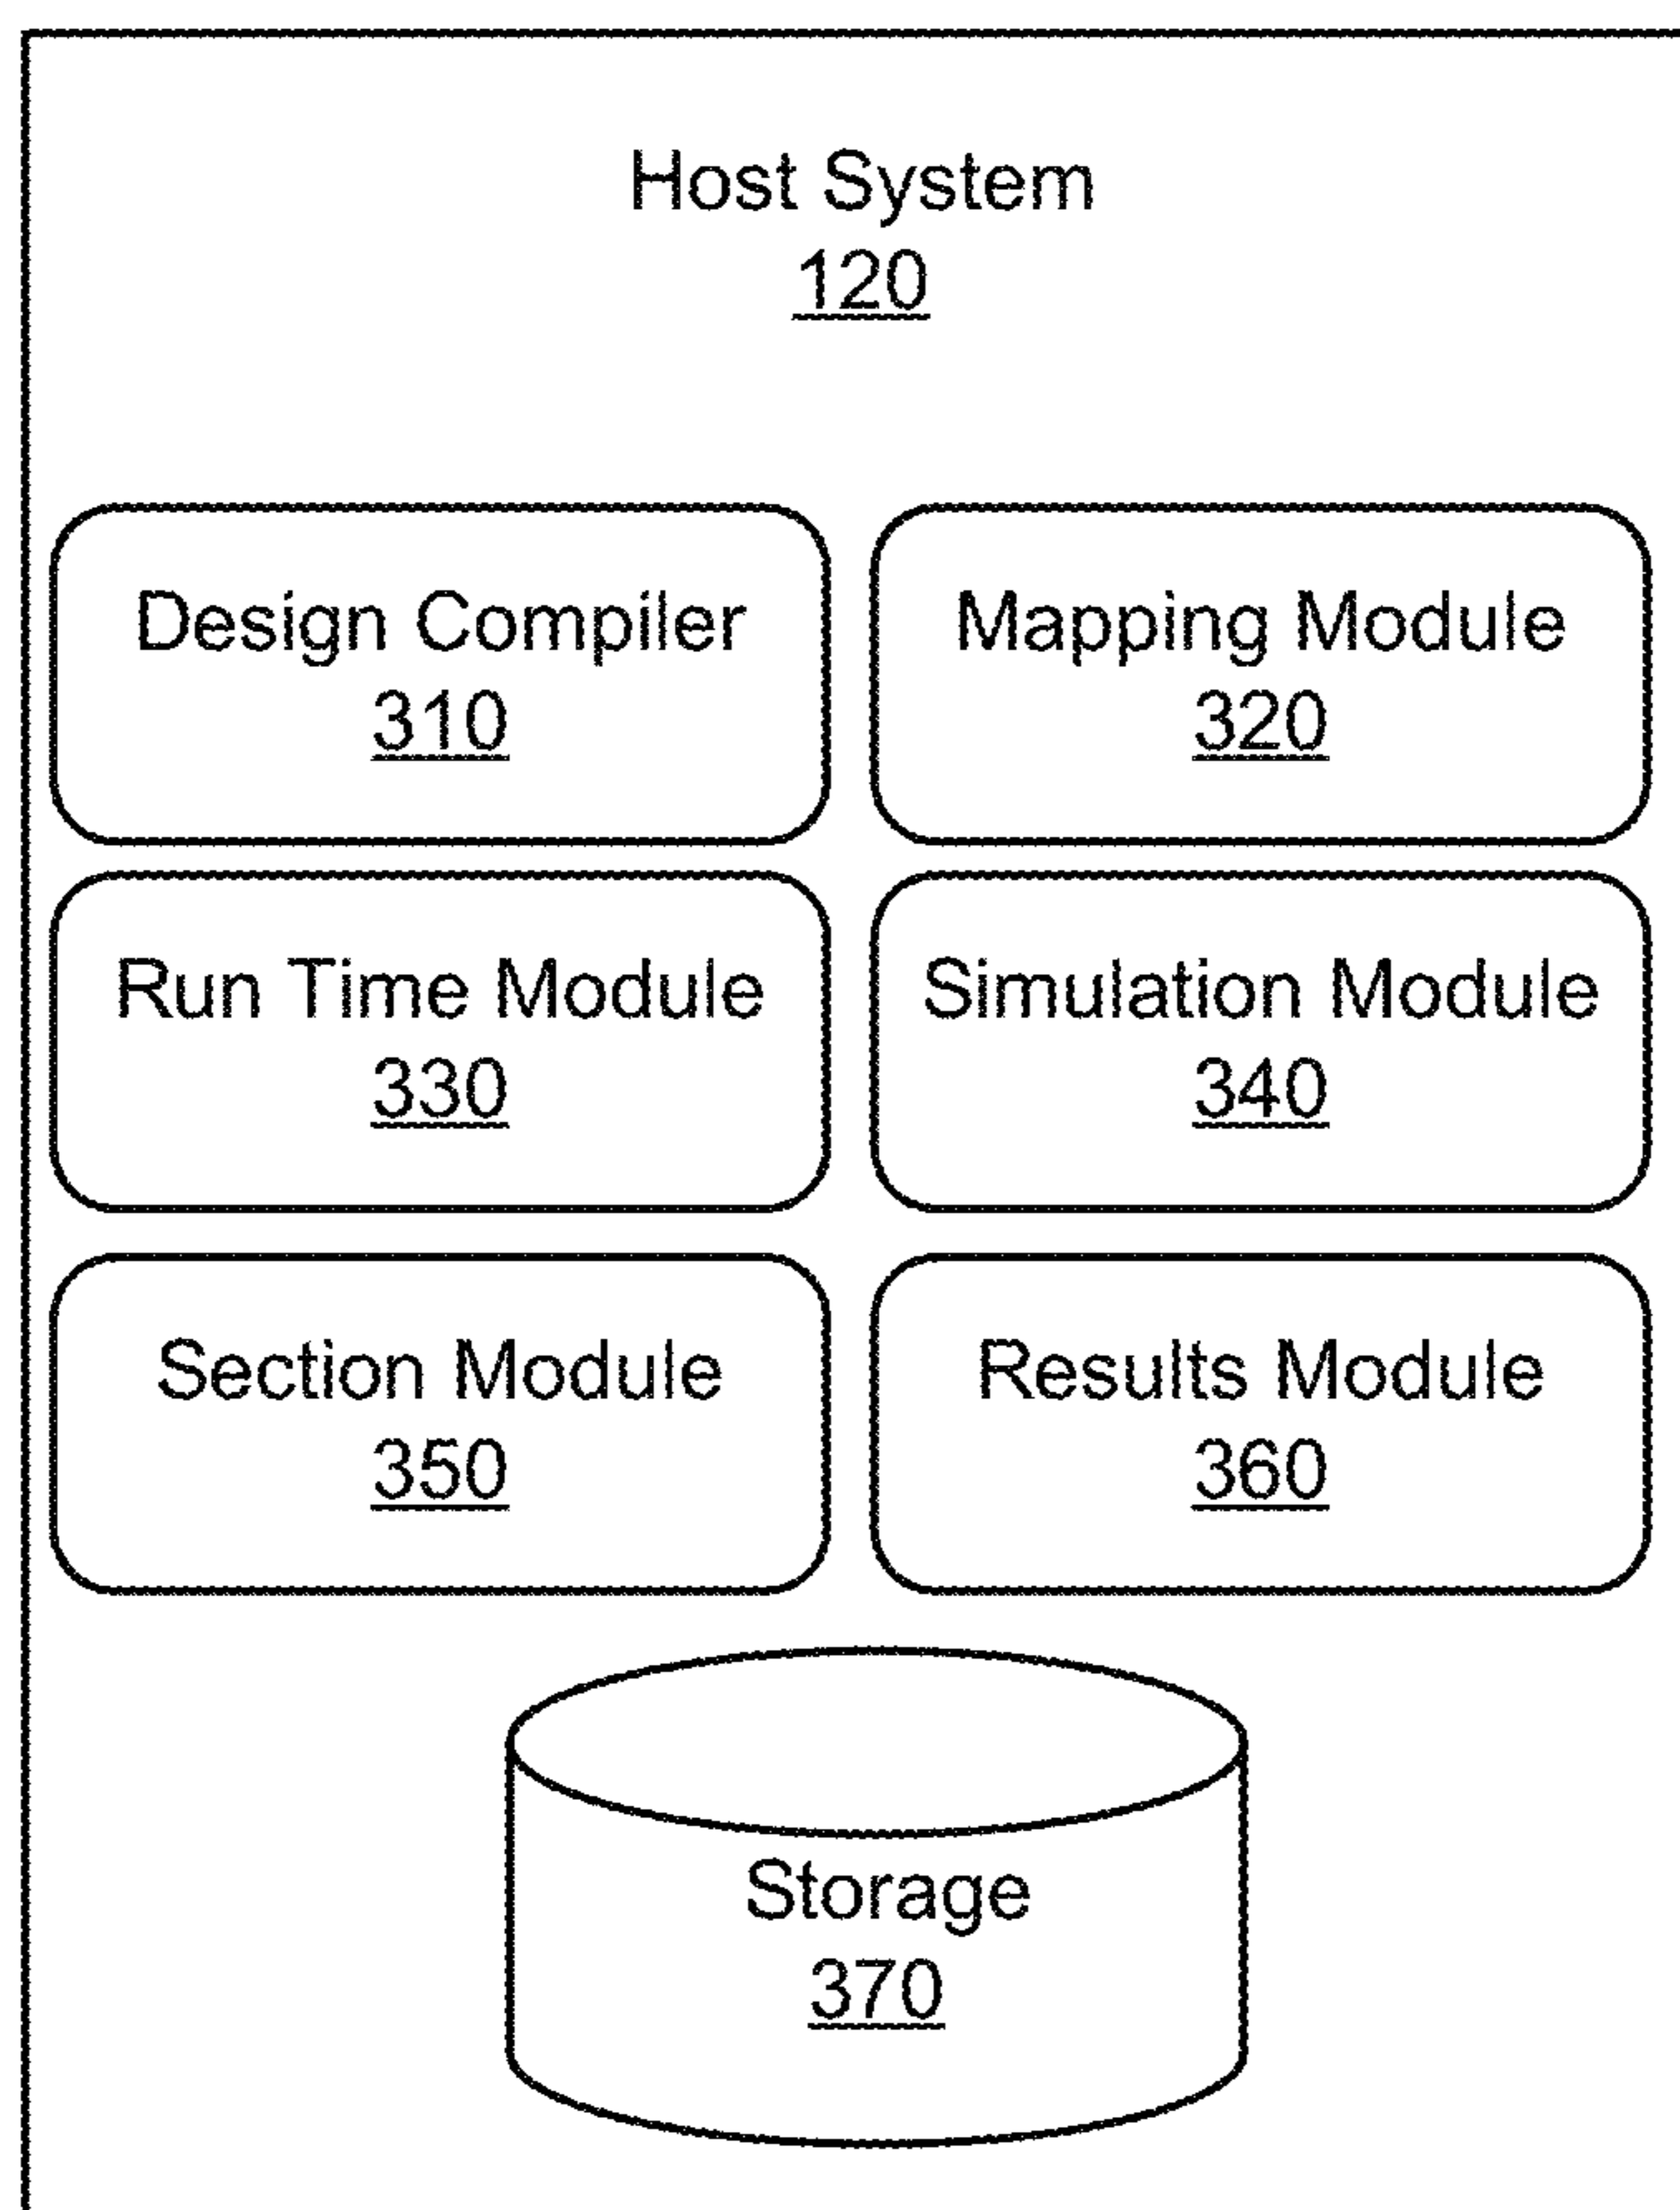 Host System
120
Design Compiler
310
Mapping Module
320
Run Time Module
330
Simulation Module
340
Section Module
350
Results Module
360
Storage
370